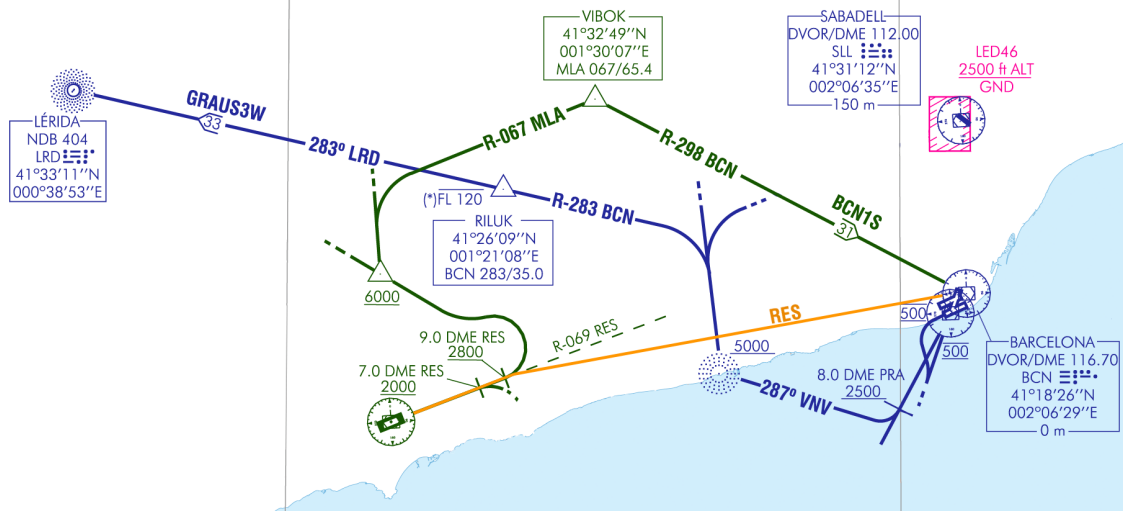 VIBOK
41°32'49''N
001°30'07''E
MLA 067/65.4
SABADELL
DVOR/DME 112.00
SLL
41°31'12''N
002°06'35''E
150 m
LED46
2500 ft ALT
GND
LÉRIDA
NDB 404
LRD
41°33'11''N
000°38'53''E
GRAUS3W
33
283º LRD
R-067 MLA
R-298 BCN
BCN1S
31
(*)FL 120
R-283 BCN
RILUK
41°26'09''N
001°21'08''E
BCN 283/35.0
6000
9.0 DME RES
2800
R-069 RES
7.0 DME RES
2000
RES
500
500
5000
287º VNV
8.0 DME PRA
2500
BARCELONA
DVOR/DME 116.70
BCN
41°18'26''N
002°06'29''E
0 m